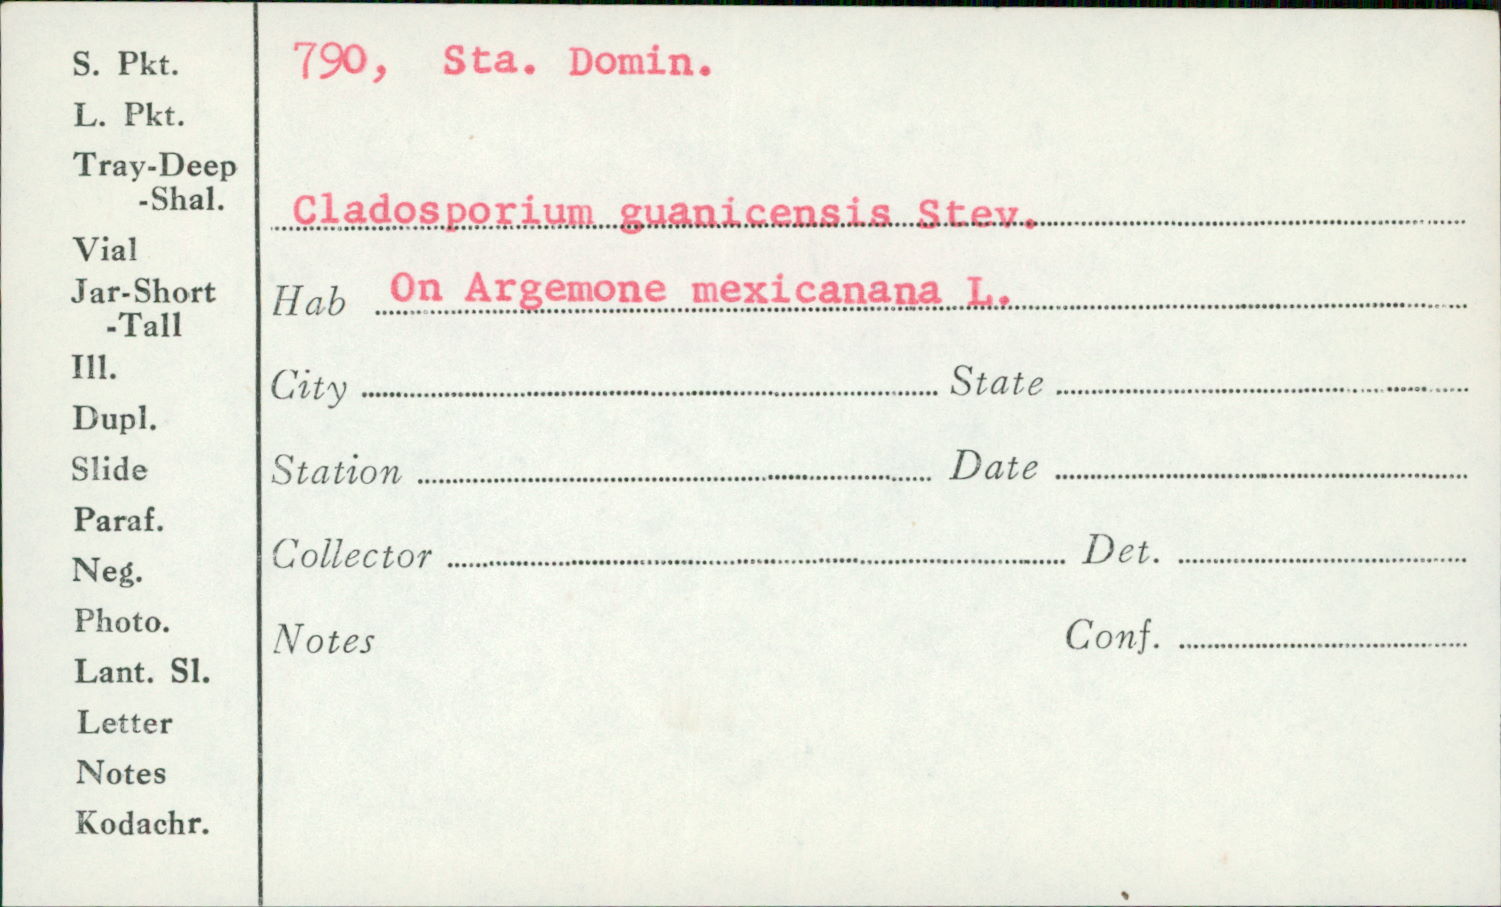 S. Pkt.
L. Pkt.
Tray-Deep
-Shal.
Vial
Jar-Short
-Tall
Ill.
Dupl.
Slide
Paraf.
Neg.
Photo.
Lant. Sl.
Letter
Notes
Kodachr.
790, Sta. Domin.
Cladosporium guanicensis Stev.
Hab On Argemone mexicanana L.
City State
Station Date
Collector Det.
Notes Conf.